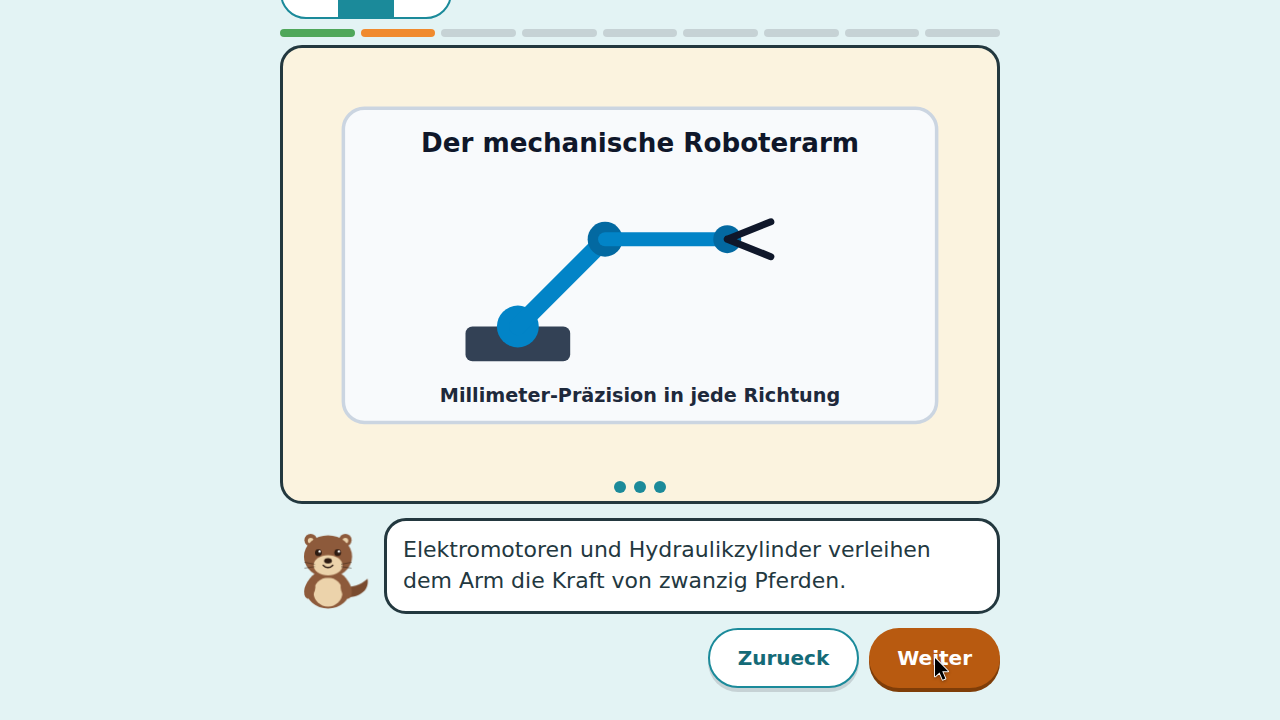 Der mechanische Roboterarm
Millimeter-Präzision in jede Richtung
Elektromotoren und Hydraulikzylinder verleihen
dem Arm die Kraft von zwanzig Pferden.
Zurueck
Weiter